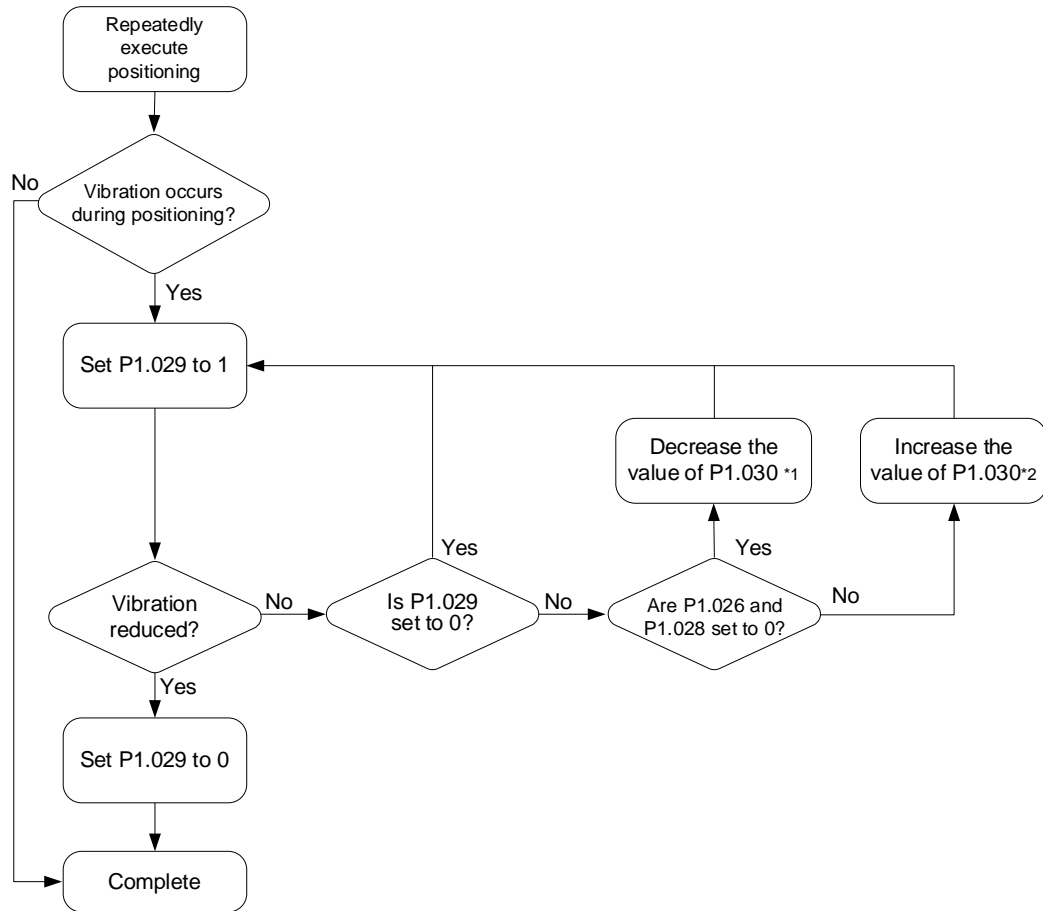 Repeatedly
execute
positioning
No
Vibration occurs
during positioning?
Yes
Set P1.029 to 1
Decrease the
value of P1.030 *1
Increase the
value of P1.030*2
Yes
Yes
Vibration
reduced?
No
Is P1.029
set to 0?
No
Are P1.026 and
P1.028 set to 0?
No
Yes
Set P1.029 to 0
Complete